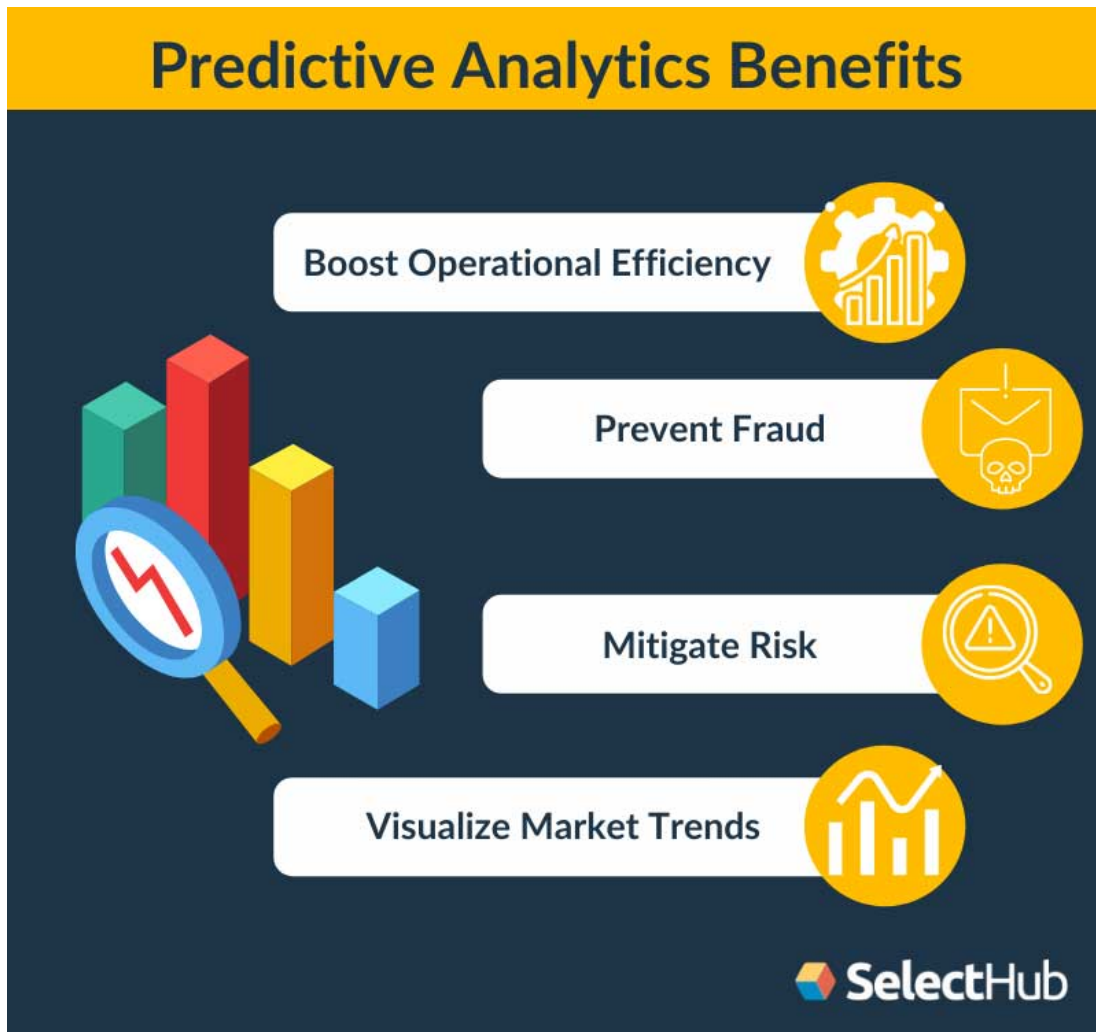 Predictive Analytics Benefits
Boost Operational Efficiency
Prevent Fraud
Mitigate Risk
Visualize Market Trends
SelectHub